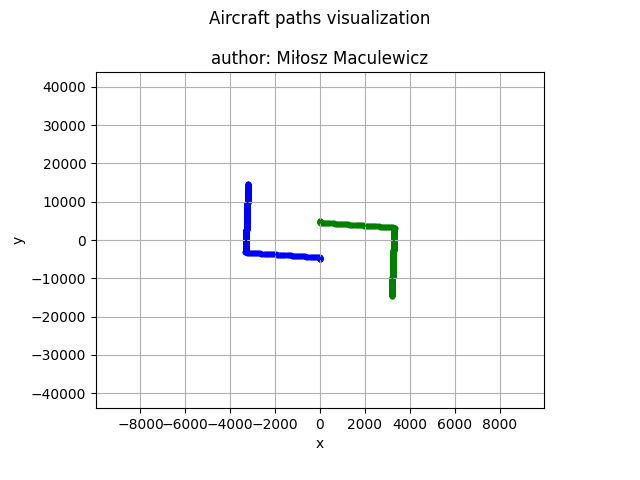 Aircraft paths visualization
author: Miłosz Maculewicz
40000
30000
20000
10000
0
−10000
−20000
−30000
−40000
y
−8000 −6000 −4000 −2000 0 2000 4000 6000 8000
x